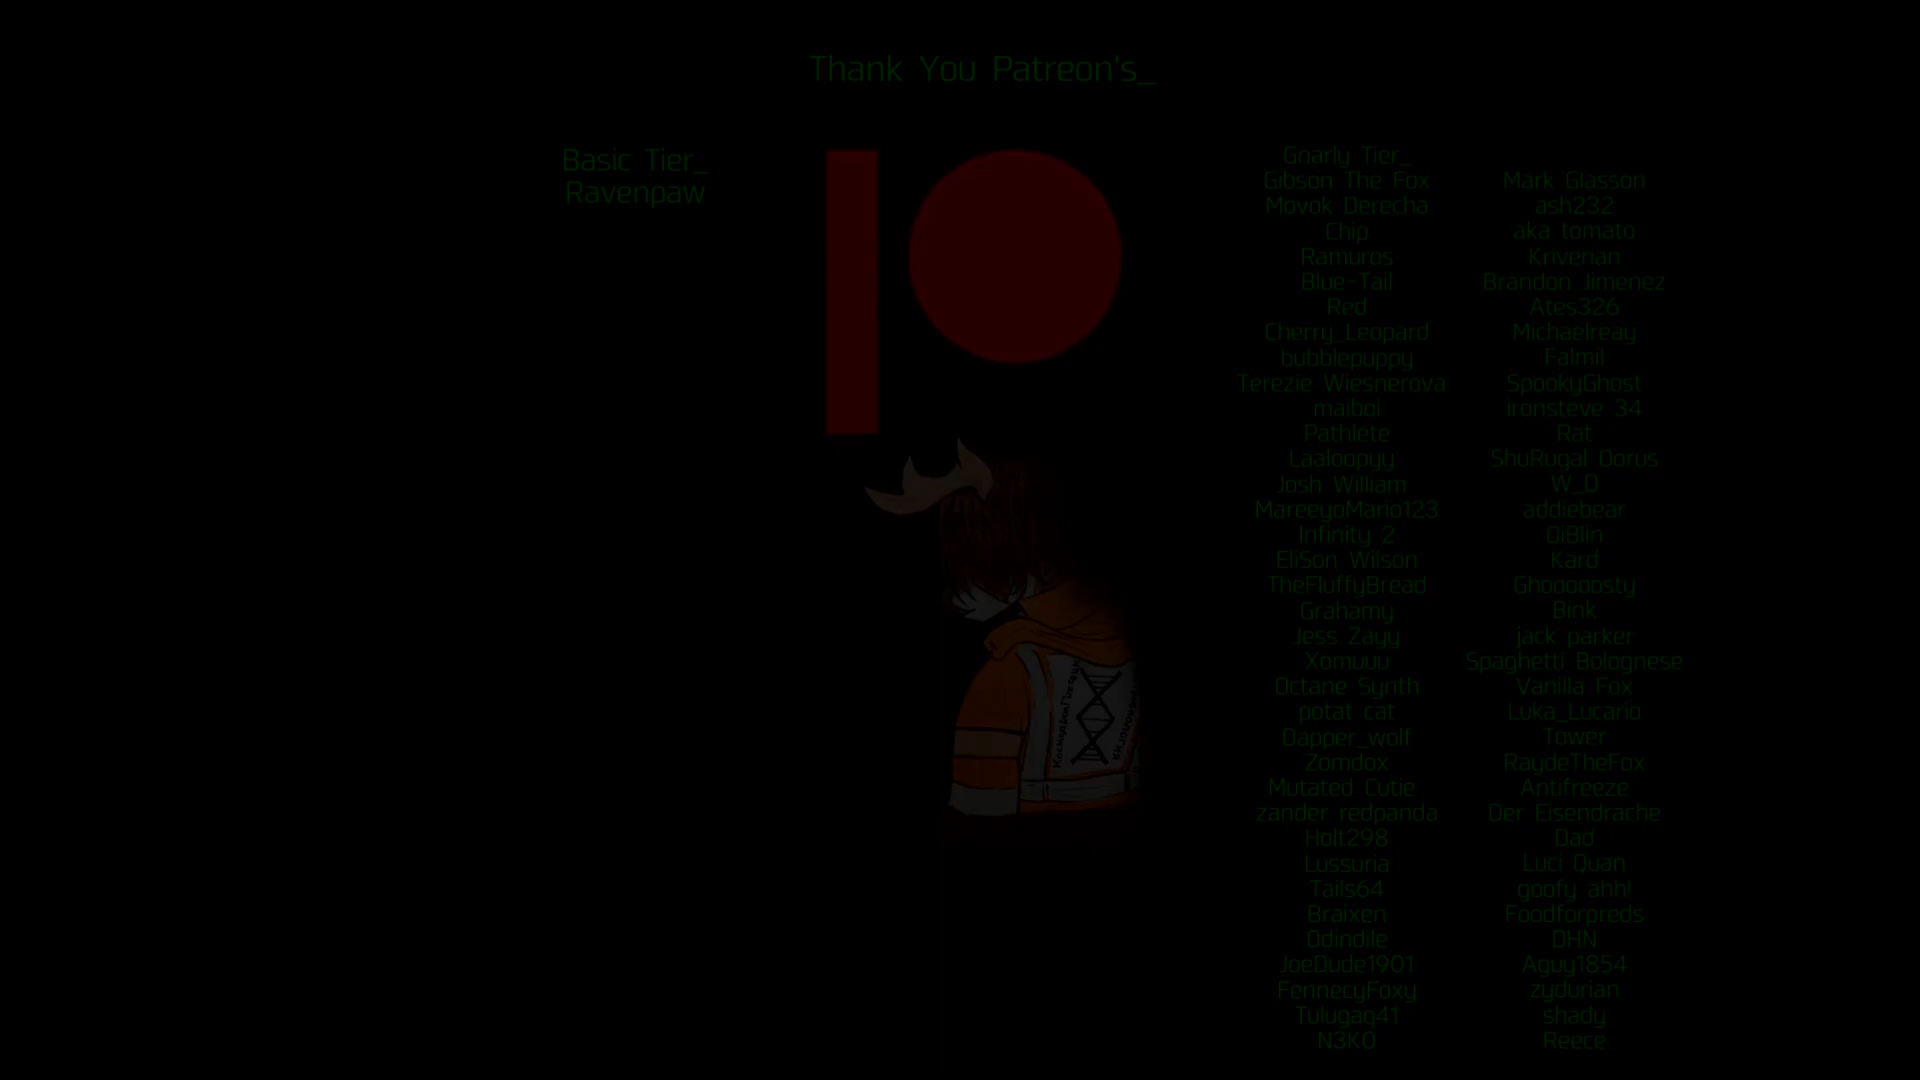 Thank You Patreon's_
Basic Tier_
Ravenpaw
Gnarly Tier_
Gibson The Fox
Movok Derecha
Chip
Ramuros
Blue-Tail
Red
Cherry_Leopard
bubblepuppy
Terezie Wiesnerova
maiboi
Pathlete
Laaloopyy
Josh William
MareeyoMario123
Infinity 2
EliSon Wilson
TheFluffyBread
Grahamy
Jess Zayy
Xomuuu
Octane Synth
potat cat
Dapper_wolf
Zomdox
Mutated Cutie
zander redpanda
Holt298
Lussuria
Tails64
Braixen
Odindile
JoeDude1901
FennecyFoxy
Tulugaq41
N3K0
Mark Glasson
ash232
aka tomato
Kriverian
Brandon Jimenez
Ates326
Michaelreay
Falmil
SpookyGhost
ironsteve 34
Rat
ShuRugal Dorus
W_D
addiebear
OiBlin
Kard
Ghooooosty
Bink
jack parker
Spaghetti Bolognese
Vanilla Fox
Luka_Lucario
Tower
RaydeTheFox
Antifreeze
Der Eisendrache
Dad
Luci Quan
goofy ahh!
Foodforpreds
DHN
Aguy1854
zydurian
shady
Reece